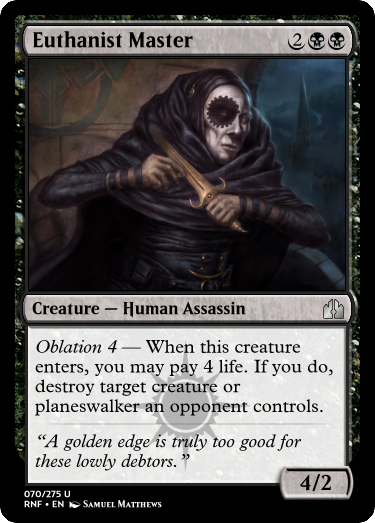 Euthanist Master 2
Creature — Human Assassin
Oblation 4 — When this creature
enters, you may pay 4 life. If you do,
destroy target creature or
planeswalker an opponent controls.
“A golden edge is truly too good for
these lowly debtors.”
4/2
070/275 U
RNF • EN Samuel Matthews